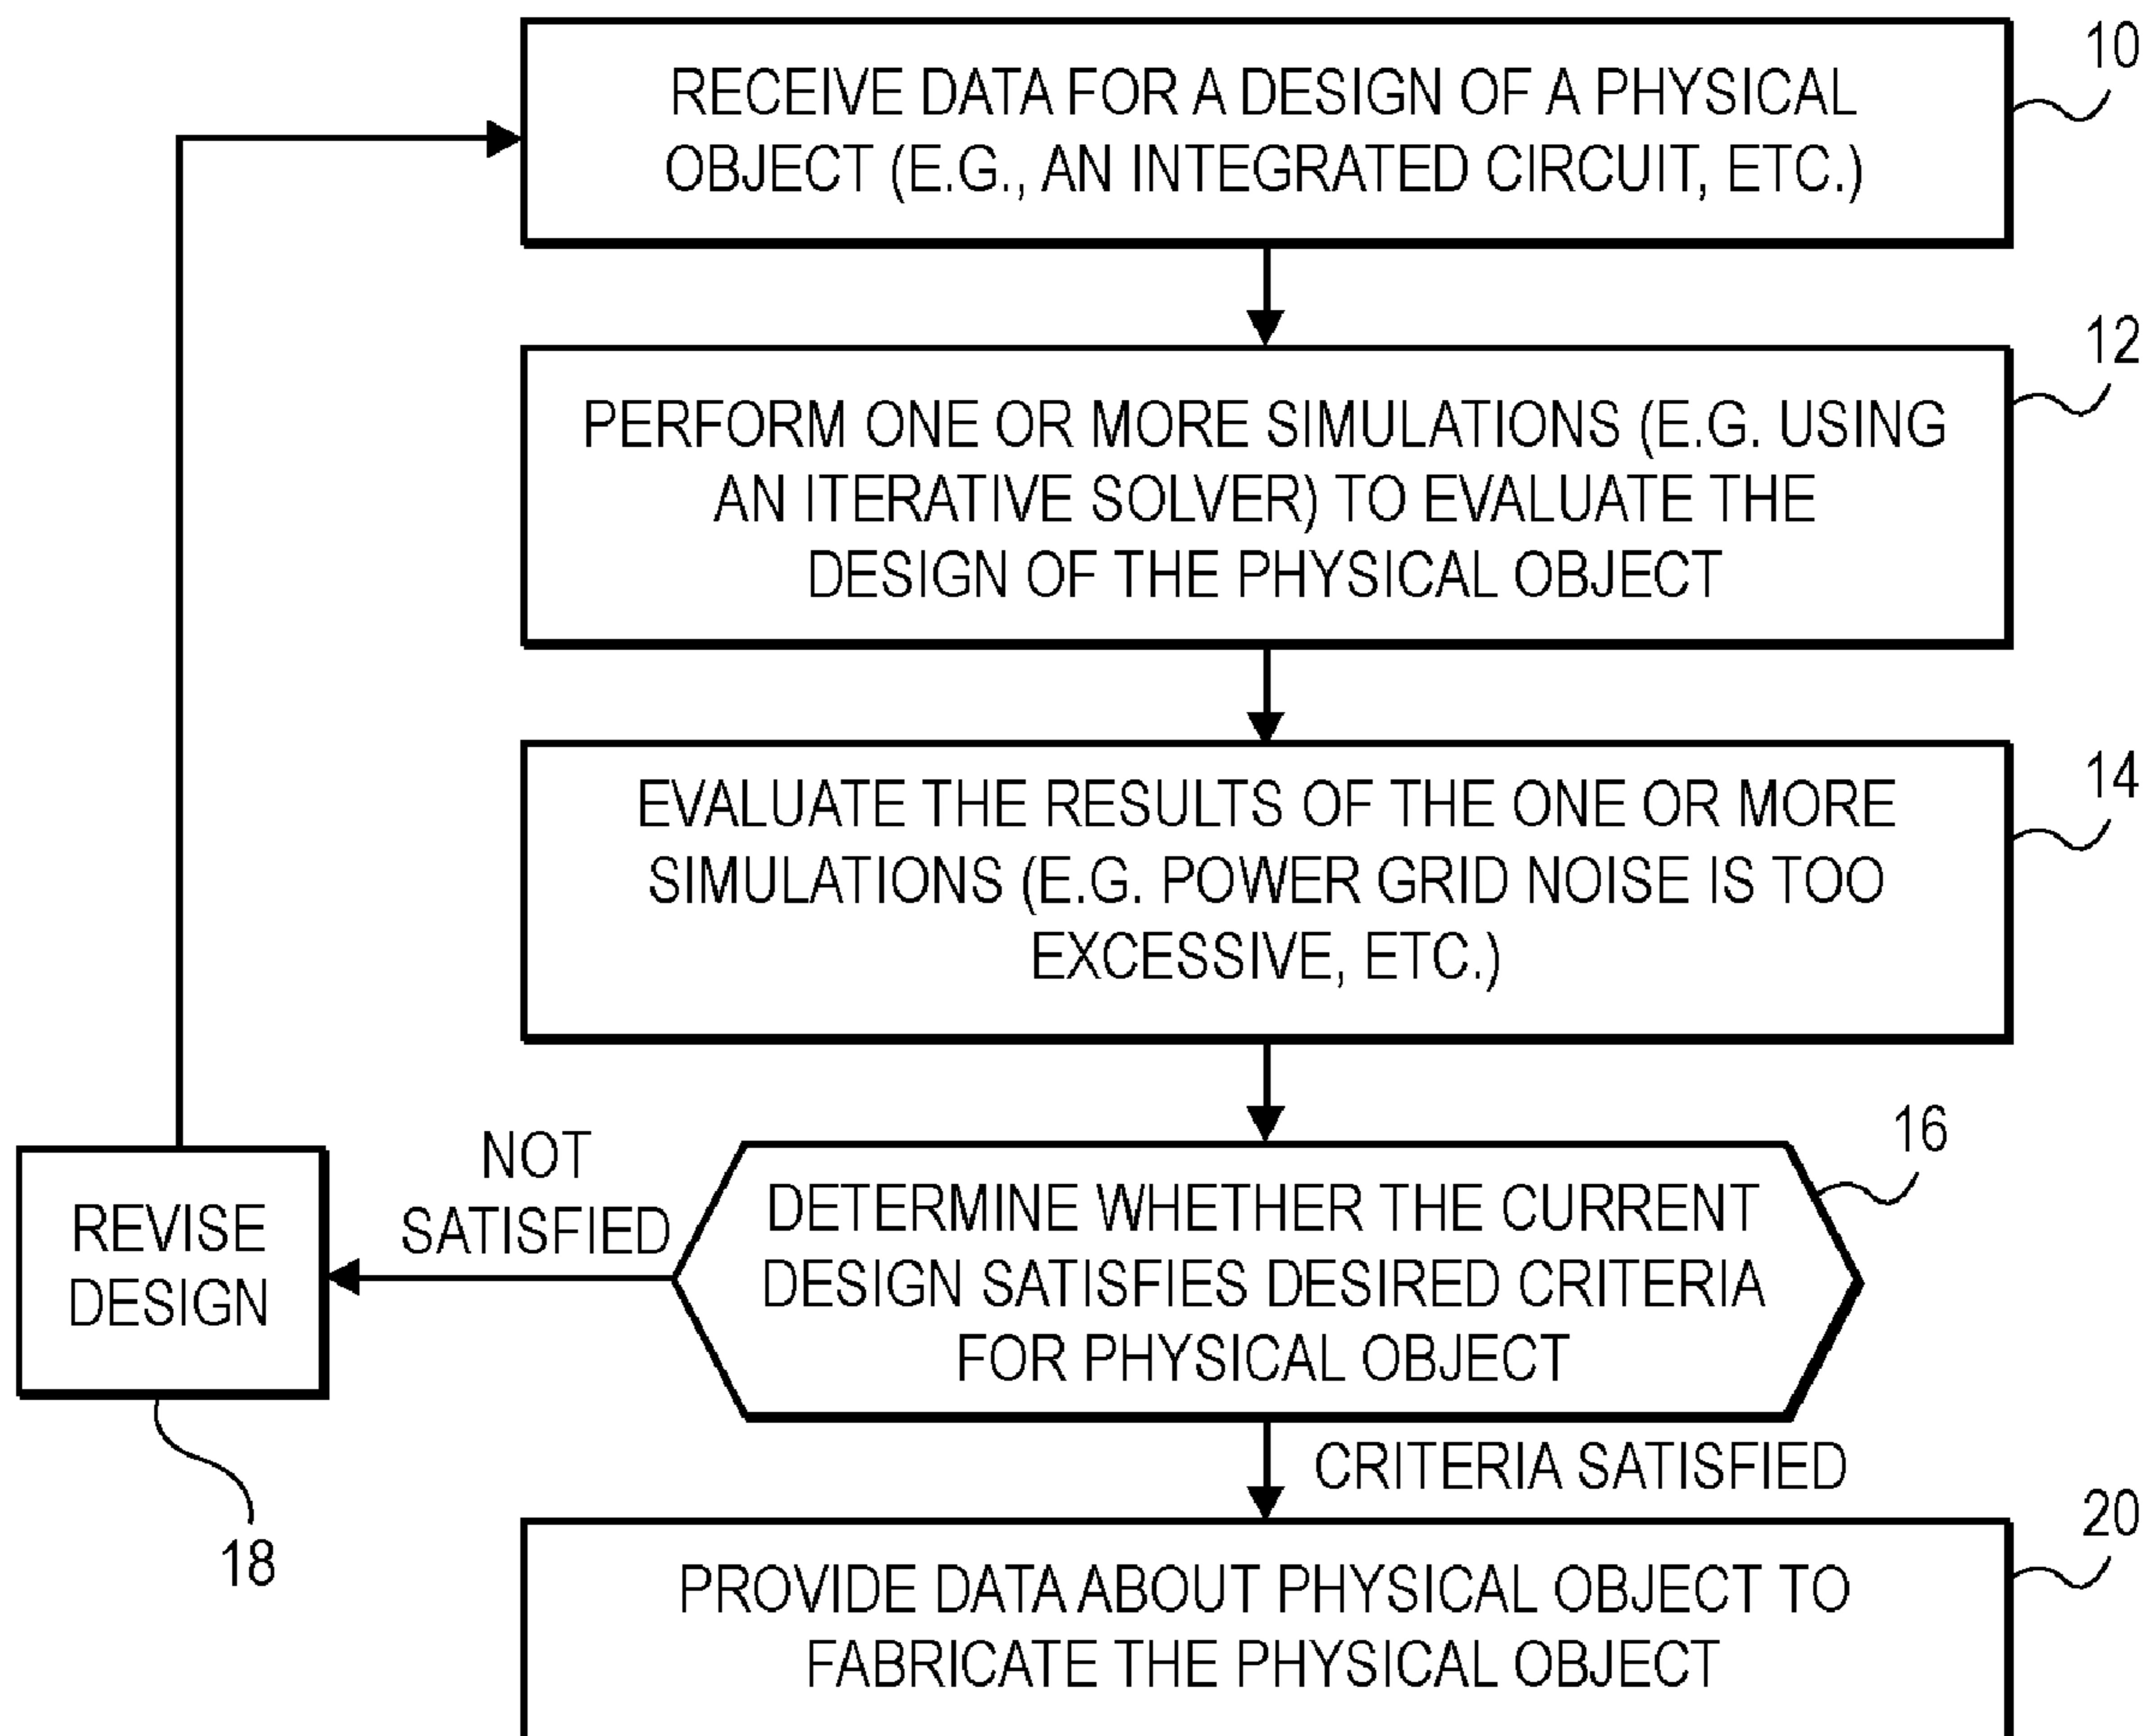 10
RECEIVE DATA FOR A DESIGN OF A PHYSICAL
OBJECT (E.G., AN INTEGRATED CIRCUIT, ETC.)
12
PERFORM ONE OR MORE SIMULATIONS (E.G. USING
AN ITERATIVE SOLVER) TO EVALUATE THE
DESIGN OF THE PHYSICAL OBJECT
14
EVALUATE THE RESULTS OF THE ONE OR MORE
SIMULATIONS (E.G. POWER GRID NOISE IS TOO
EXCESSIVE, ETC.)
16
DETERMINE WHETHER THE CURRENT
DESIGN SATISFIES DESIRED CRITERIA
FOR PHYSICAL OBJECT
NOT
SATISFIED
REVISE
DESIGN
18
CRITERIA SATISFIED
20
PROVIDE DATA ABOUT PHYSICAL OBJECT TO
FABRICATE THE PHYSICAL OBJECT